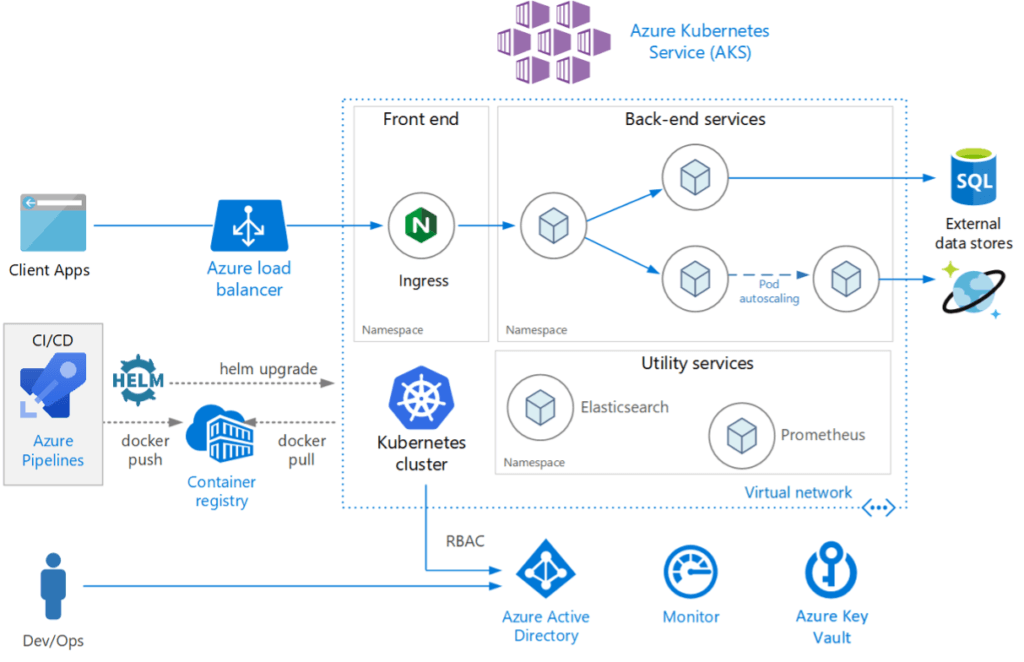 Azure Kubernetes
Service (AKS)
Front end
Back-end services
SQL
Client Apps
Azure load
balancer
N
Ingress
External
data stores
Pod
autoscaling
Namespace
Namespace
CI/CD
HELM
helm upgrade
Azure
Pipelines
docker
push
docker
pull
Container
registry
Kubernetes
cluster
Utility services
Elasticsearch
Prometheus
Namespace
Virtual network
RBAC
Dev/Ops
Azure Active
Directory
Monitor
Azure Key
Vault